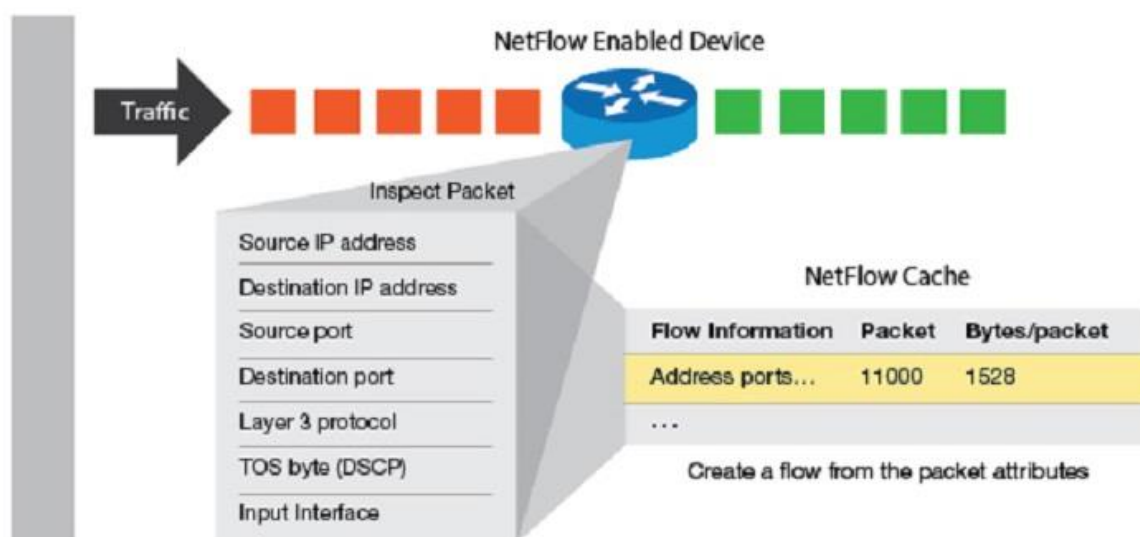 NetFlow Enabled Device
Traffic
Inspect Packet
Source IP address
Destination IP address
Source port
Destination port
Layer 3 protocol
TOS byte (DSCP)
Input Interface
NetFlow Cache
Flow Information Packet Bytes/packet
Address ports... 11000 1528
...
Create a flow from the packet attributes